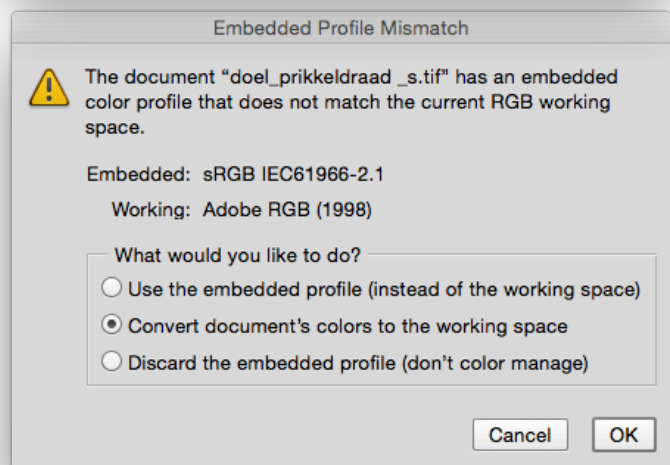 Embedded Profile Mismatch
The document “doel_prikkeldraad _s.tif” has an embedded
color profile that does not match the current RGB working
space.
Embedded: sRGB IEC61966-2.1
Working: Adobe RGB (1998)
What would you like to do?
Use the embedded profile (instead of the working space)
Convert document's colors to the working space
Discard the embedded profile (don't color manage)
Cancel OK